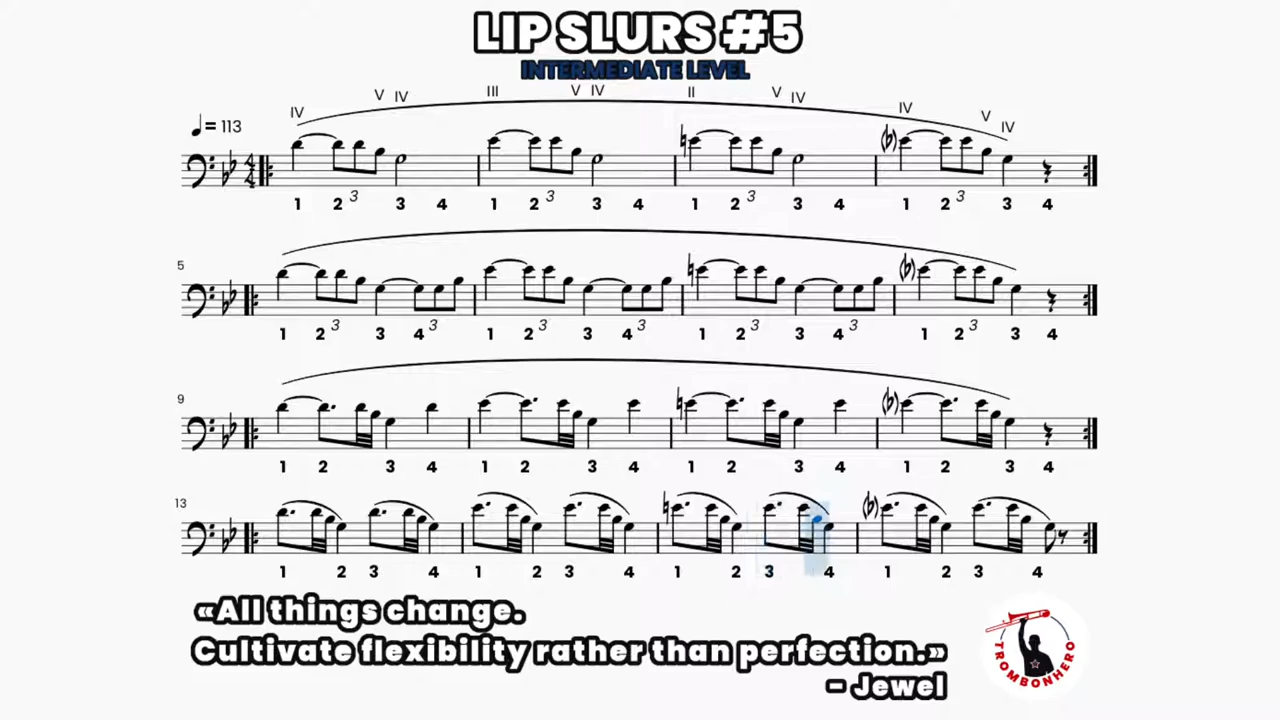 LIP SLURS #5
INTERMEDIATE LEVEL
IV V IV III V IV II V IV IV V IV
= 113
3 3 3 3
1 2 3 4 1 2 3 4 1 2 3 4 1 2 3 4
5
3 3 3 3 3 3 3
1 2 3 4 1 2 3 4 1 2 3 4 1 2 3 4
9
1 2 3 4 1 2 3 4 1 2 3 4 1 2 3 4
13
1 2 3 4 1 2 3 4 1 2 3 4 1 2 3 4
«All things change.
Cultivate flexibility rather than perfection.»
- Jewel
TROMBONHERO